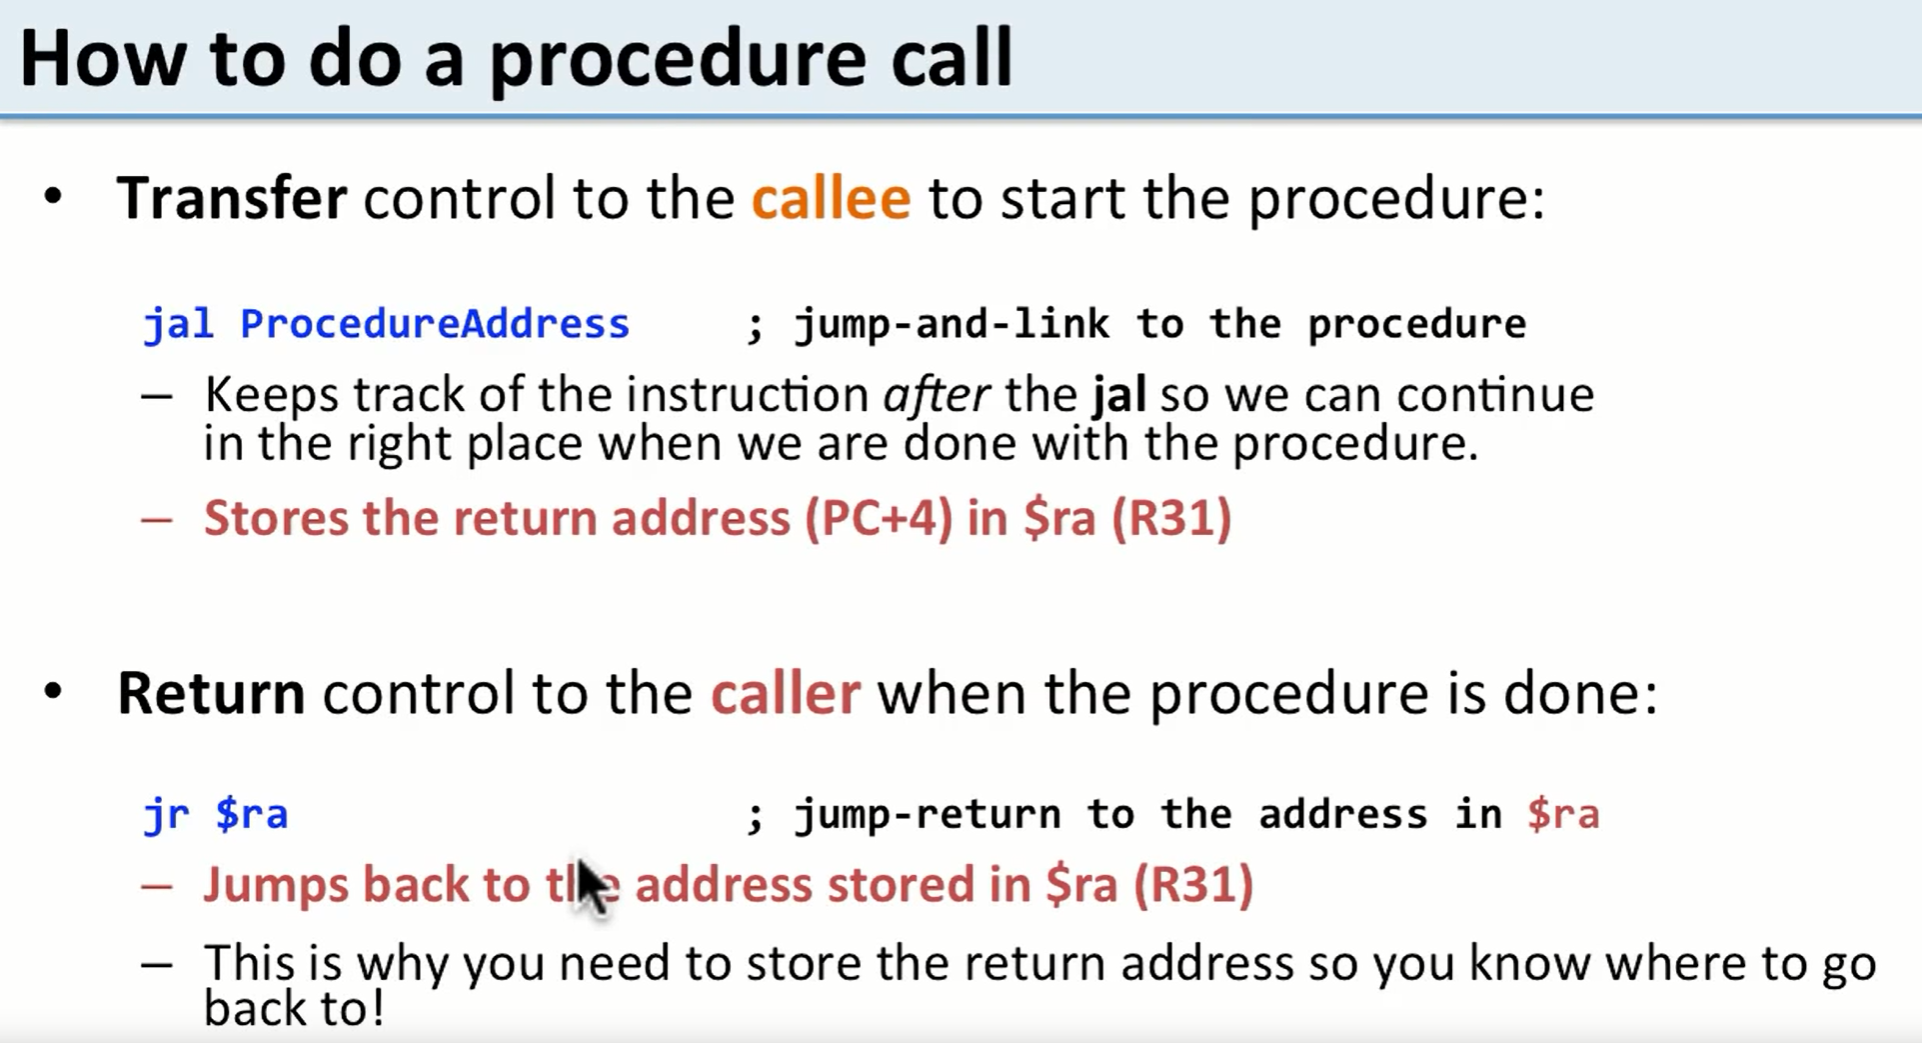 How to do a procedure call
• Transfer control to the callee to start the procedure:
jal ProcedureAddress ; jump-and-link to the procedure
– Keeps track of the instruction after the jal so we can continue
in the right place when we are done with the procedure.
– Stores the return address (PC+4) in $ra (R31)
• Return control to the caller when the procedure is done:
jr $ra ; jump-return to the address in $ra
– Jumps back to the address stored in $ra (R31)
– This is why you need to store the return address so you know where to go
back to!